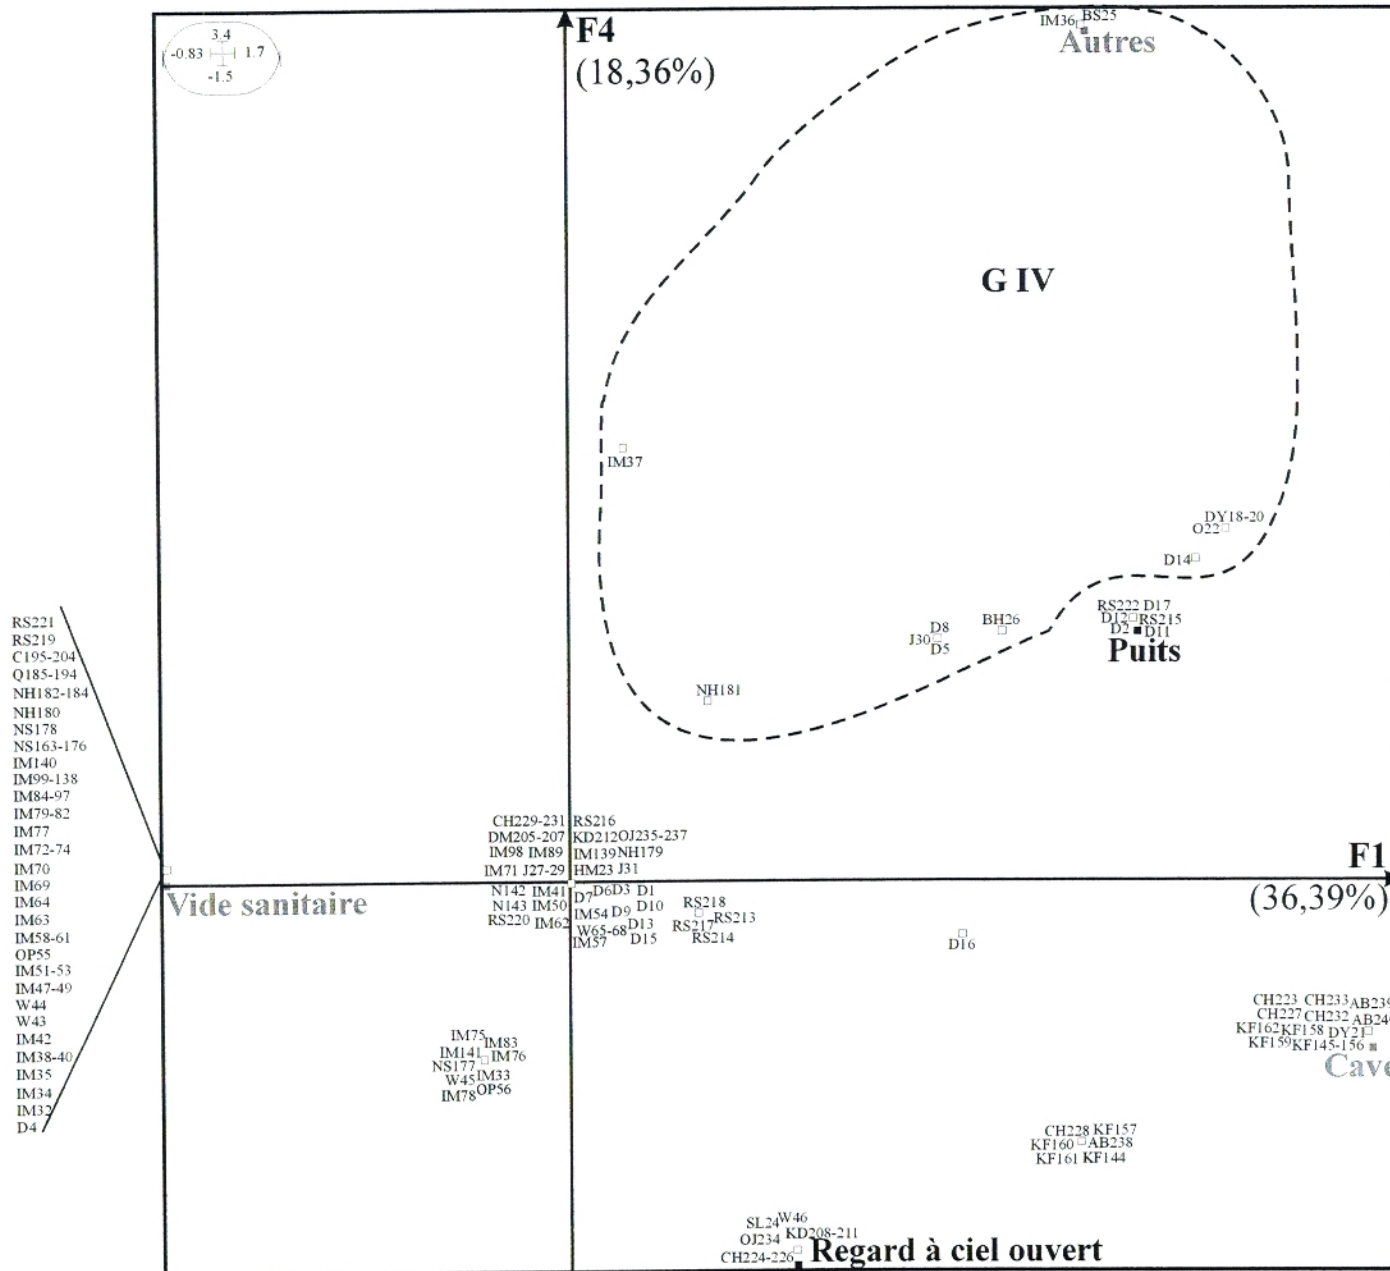 3.4
-0.83 1.7
-1.5
F4
(18,36%)
IM36 BS25
Autres
G IV
IM37
DY18-20
O22
D14
RS222 D17
D12 RS215
D2 D11
Puits
BH26
D8
J30
D5
NH181
RS221
RS219
C195-204
Q185-194
NH182-184
NH180
NS178
NS163-176
IM140
IM99-138
IM84-97
IM79-82
IM77
IM72-74
IM70
IM69
IM64
IM63
IM58-61
OP55
IM51-53
IM47-49
W44
W43
IM42
IM38-40
IM35
IM34
IM32
D4
CH229-231 RS216
DM205-207 KD212 OJ235-237
IM98 IM89 IM139 NH179
IM71 J27-29 HM23 J31
F1
(36,39%)
Vide sanitaire
N142 IM41 D7 D6 D3 D1
N143 IM50 IM54 D9 D10
RS220 IM62 W65-68 D13
IM57 D15
RS218
RS217 RS213
RS214
D16
CH223 CH233 AB239
CH227 CH232 AB240
KF162 KF158 DY21
KF159 KF145-156
Cave
IM75 IM83
IM141 IM76
NS177 IM33
W45 OP56
IM78
CH228 KF157
KF160 AB238
KF161 KF144
SL24 W46
OJ234 KD208-211
CH224-226
Regard à ciel ouvert